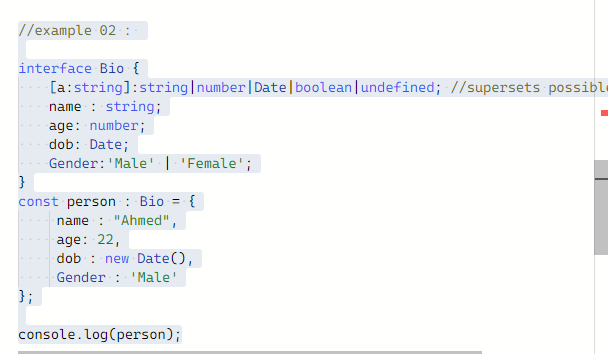 //example 02 :
interface Bio {
[a:string]:string|number|Date|boolean|undefined; //supersets possible
name : string;
age: number;
dob: Date;
Gender:'Male' | 'Female';
}
const person : Bio = {
name : "Ahmed",
age: 22,
dob : new Date(),
Gender : 'Male'
};
console.log(person);